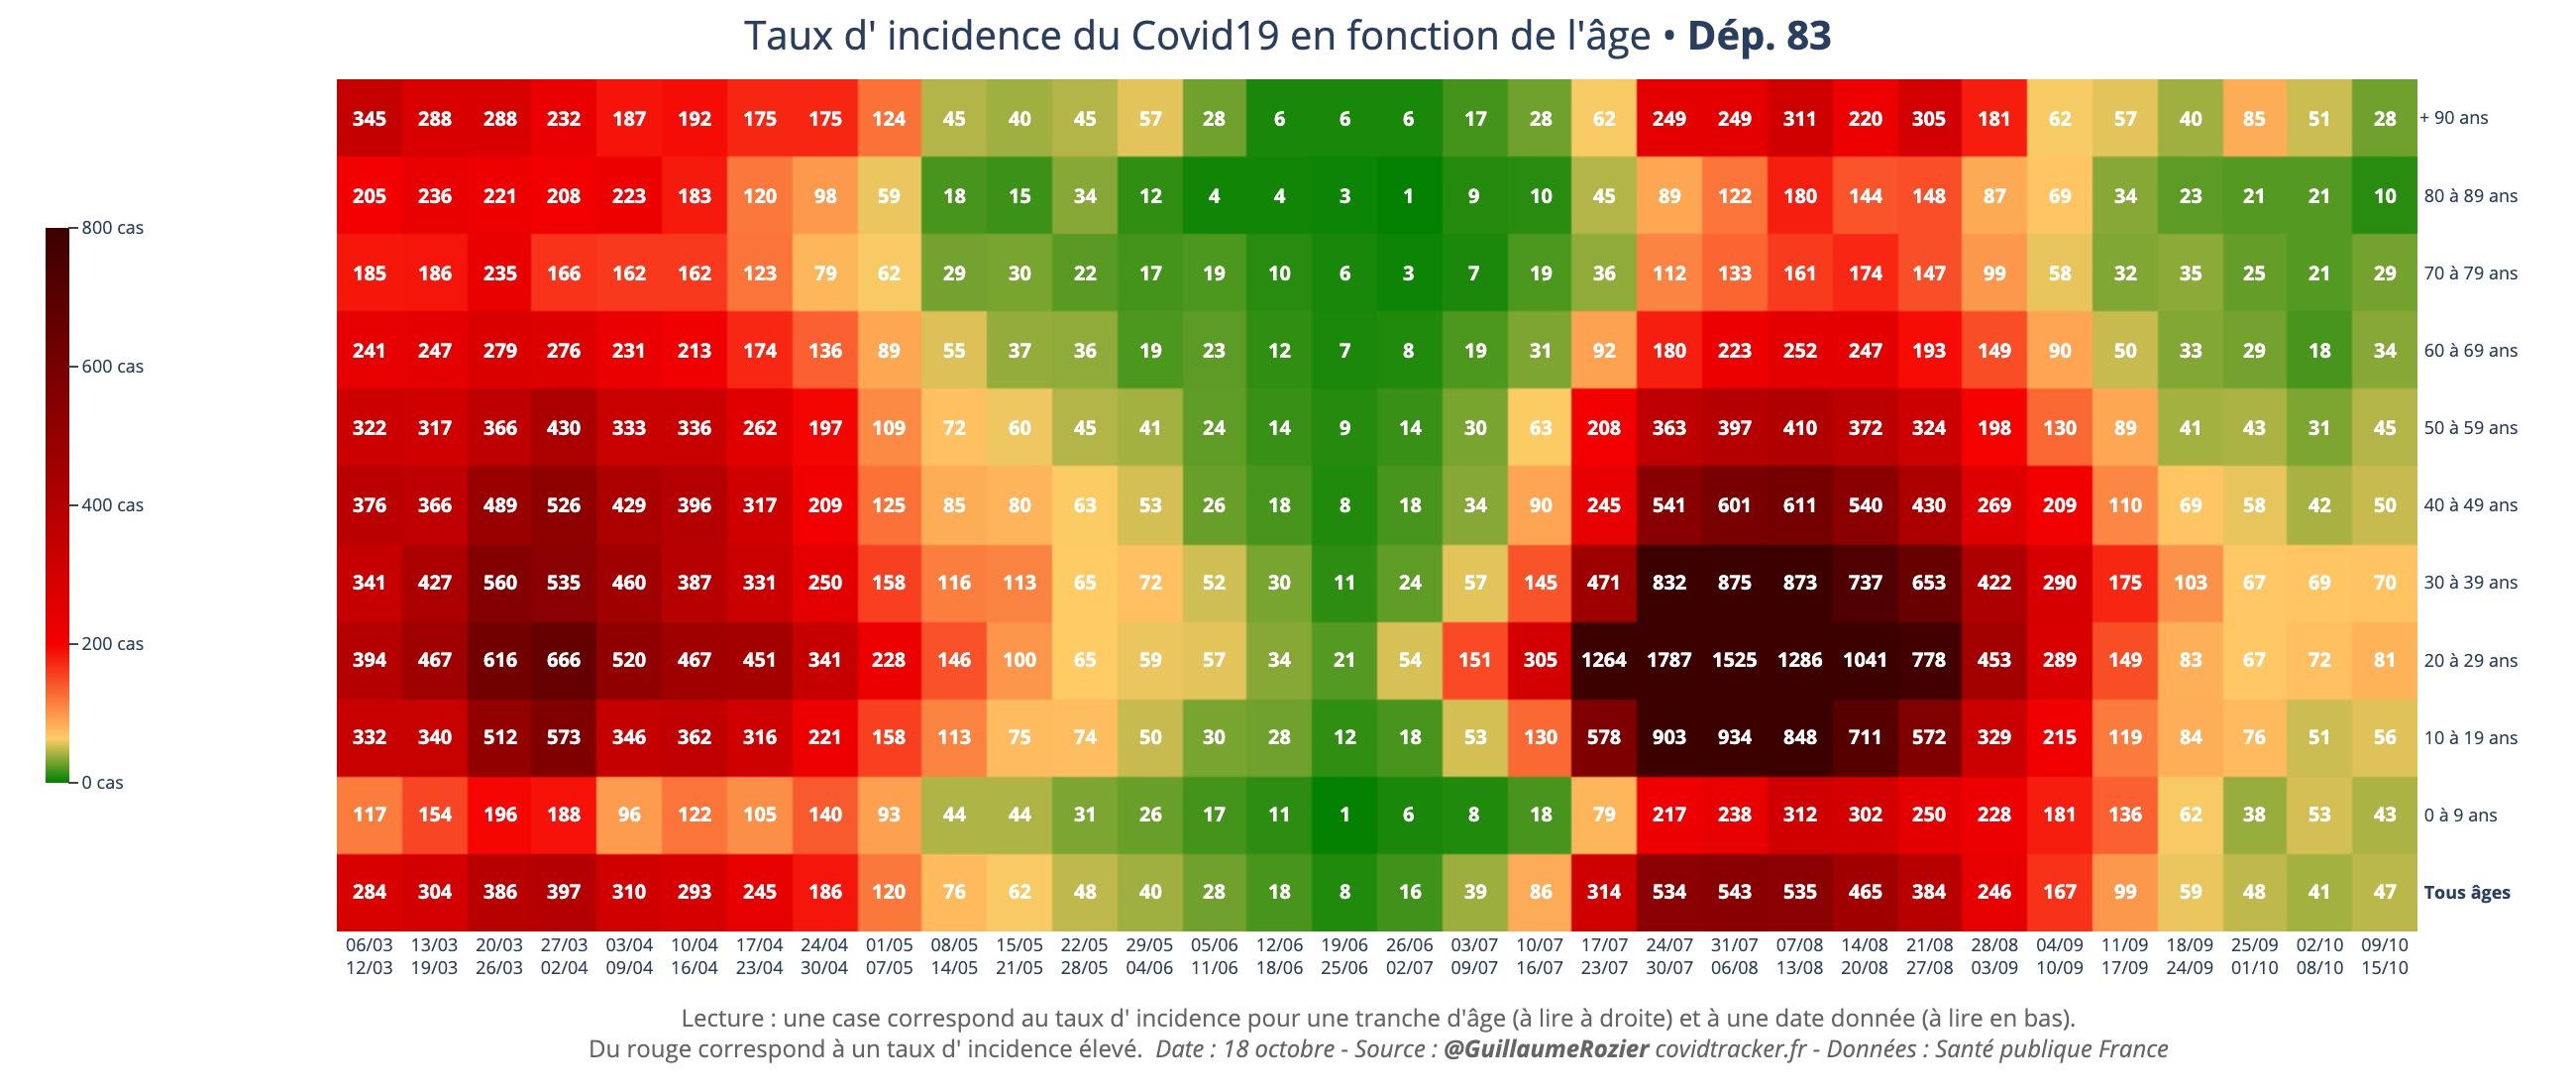 Taux d' incidence du Covid19 en fonction de l'âge • Dép. 83
345 288 288 232 187 192 175 175 124 45 40 45 57 28 6 6 6 17 28 62 249 249 311 220 305 181 62 57 40 85 51 28 + 90 ans
205 236 221 208 223 183 120 98 59 18 15 34 12 4 4 3 1 9 10 45 89 122 180 144 148 87 69 34 23 21 21 10 80 à 89 ans
800 cas
185 186 235 166 162 162 123 79 62 29 30 22 17 19 10 6 3 7 19 36 112 133 161 174 147 99 58 32 35 25 21 29 70 à 79 ans
241 247 279 276 231 213 174 136 89 55 37 36 19 23 12 7 8 19 31 92 180 223 252 247 193 149 90 50 33 29 18 34 60 à 69 ans
600 cas
322 317 366 430 333 336 262 197 109 72 60 45 41 24 14 9 14 30 63 208 363 397 410 372 324 198 130 89 41 43 31 45 50 à 59 ans
400 cas
376 366 489 526 429 396 317 209 125 85 80 63 53 26 18 8 18 34 90 245 541 601 611 540 430 269 209 110 69 58 42 50 40 à 49 ans
341 427 560 535 460 387 331 250 158 116 113 65 72 52 30 11 24 57 145 471 832 875 873 737 653 422 290 175 103 67 69 70 30 à 39 ans
200 cas
394 467 616 666 520 467 451 341 228 146 100 65 59 57 34 21 54 151 305 1264 1787 1525 1286 1041 778 453 289 149 83 67 72 81 20 à 29 ans
332 340 512 573 346 362 316 221 158 113 75 74 50 30 28 12 18 53 130 578 903 934 848 711 572 329 215 119 84 76 51 56 10 à 19 ans
0 cas
117 154 196 188 96 122 105 140 93 44 44 31 26 17 11 1 6 8 18 79 217 238 312 302 250 228 181 136 62 38 53 43 0 à 9 ans
284 304 386 397 310 293 245 186 120 76 62 48 40 28 18 8 16 39 86 314 534 543 535 465 384 246 167 99 59 48 41 47 Tous âges
06/03 13/03 20/03 27/03 03/04 10/04 17/04 24/04 01/05 08/05 15/05 22/05 29/05 05/06 12/06 19/06 26/06 03/07 10/07 17/07 24/07 31/07 07/08 14/08 21/08 28/08 04/09 11/09 18/09 25/09 02/10 09/10
12/03 19/03 26/03 02/04 09/04 16/04 23/04 30/04 07/05 14/05 21/05 28/05 04/06 11/06 18/06 25/06 02/07 09/07 16/07 23/07 30/07 06/08 13/08 20/08 27/08 03/09 10/09 17/09 24/09 01/10 08/10 15/10
Lecture : une case correspond au taux d' incidence pour une tranche d'âge (à lire à droite) et à une date donnée (à lire en bas).
Du rouge correspond à un taux d' incidence élevé. Date : 18 octobre - Source : @GuillaumeRozier covidtracker.fr - Données : Santé publique France